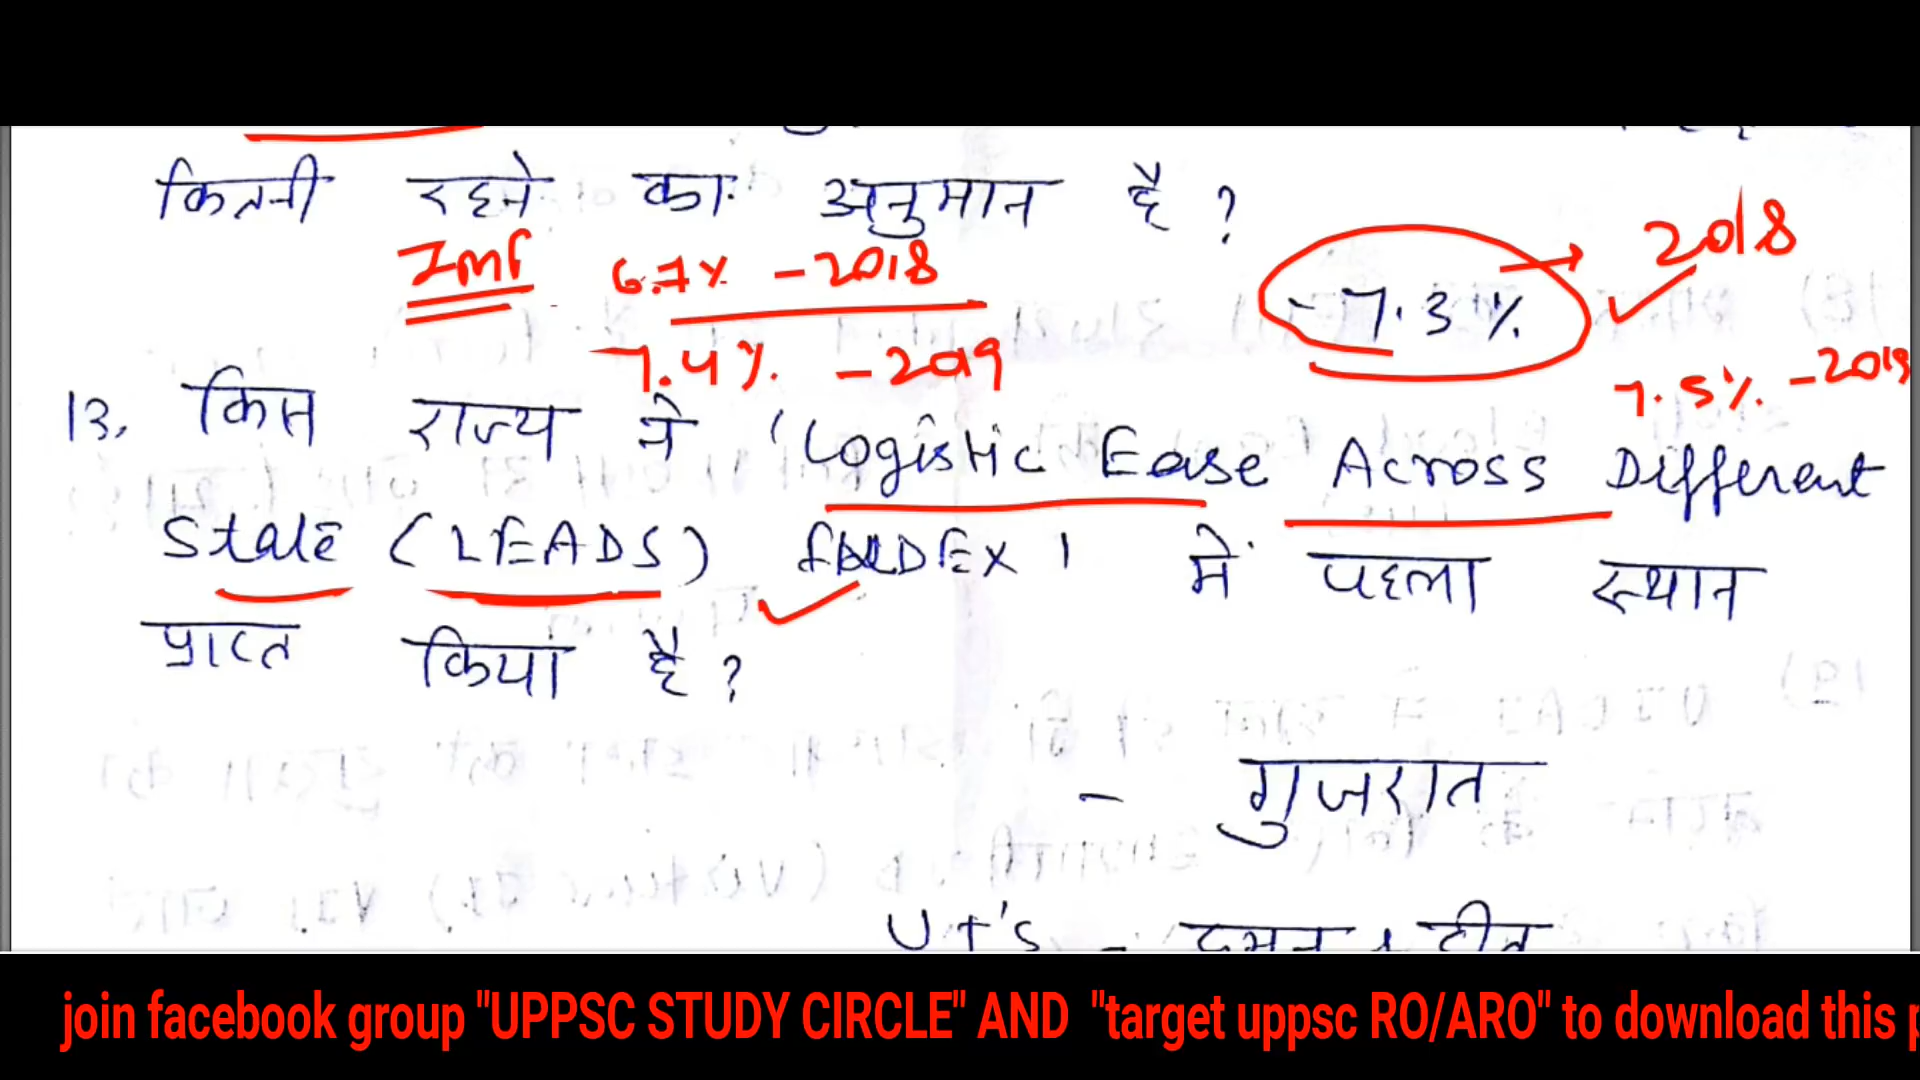 कितनी रहने का अनुमान है ?
Imf 6.7% - 2018
- 7.3% 2018
7.4% - 2019
7.5% - 2019
13. किस राज्य ने 'Logistic Ease Across Different
State (LEADS) INDEX' में पहला स्थान
प्राप्त किया है ?
- गुजरात
UT's - दमन
join facebook group "UPPSC STUDY CIRCLE" AND "target uppsc RO/ARO" to download this p